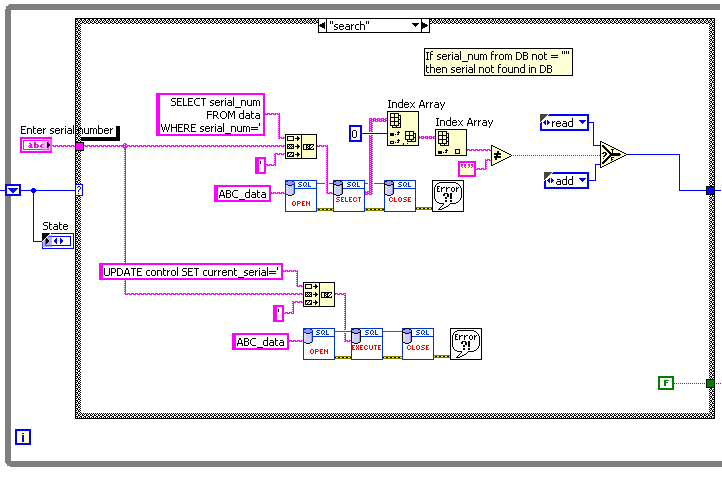 "search"
If serial_num from DB not = ""
then serial not found in DB
SELECT serial_num
FROM data
WHERE serial_num='
Index Array
Index Array
Enter serial number
abc
0
read
'
""
≠
?
ABC_data
SQL
OPEN
SQL
SELECT
SQL
CLOSE
Error
?!
add
?
State
UPDATE control SET current_serial='
'
ABC_data
SQL
OPEN
SQL
EXECUTE
SQL
CLOSE
Error
?!
F
i